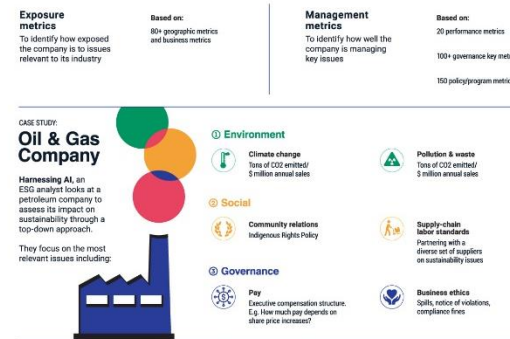 Exposure
metrics
To identify how exposed
the company is to issues
relevant to its industry
Based on:
80+ geographic metrics
and business metrics
Management
metrics
To identify how well the
company is managing
key issues
Based on:
20 performance metrics
100+ governance key
150 policy/program metric
CASE STUDY:
Oil & Gas
Company
Harnessing AI, an
ESG analyst looks at a
petroleum company to
assess its impact on
sustainability through a
top-down approach.
They focus on the most
relevant issues including:
1 Environment
Climate change
Tons of CO2 emitted/
$ million annual sales
Pollution & waste
Tons of CO2 emitted/
$ million annual sales
2 Social
Community relations
Indigenous Rights Policy
Supply-chain
labor standards
Partnering with a
diverse set of suppliers
on sustainability issues
3 Governance
Pay
Executive compensation structure.
E.g. How much pay depends on
share price increases?
Business ethics
Spills, notice of violations,
compliance fines